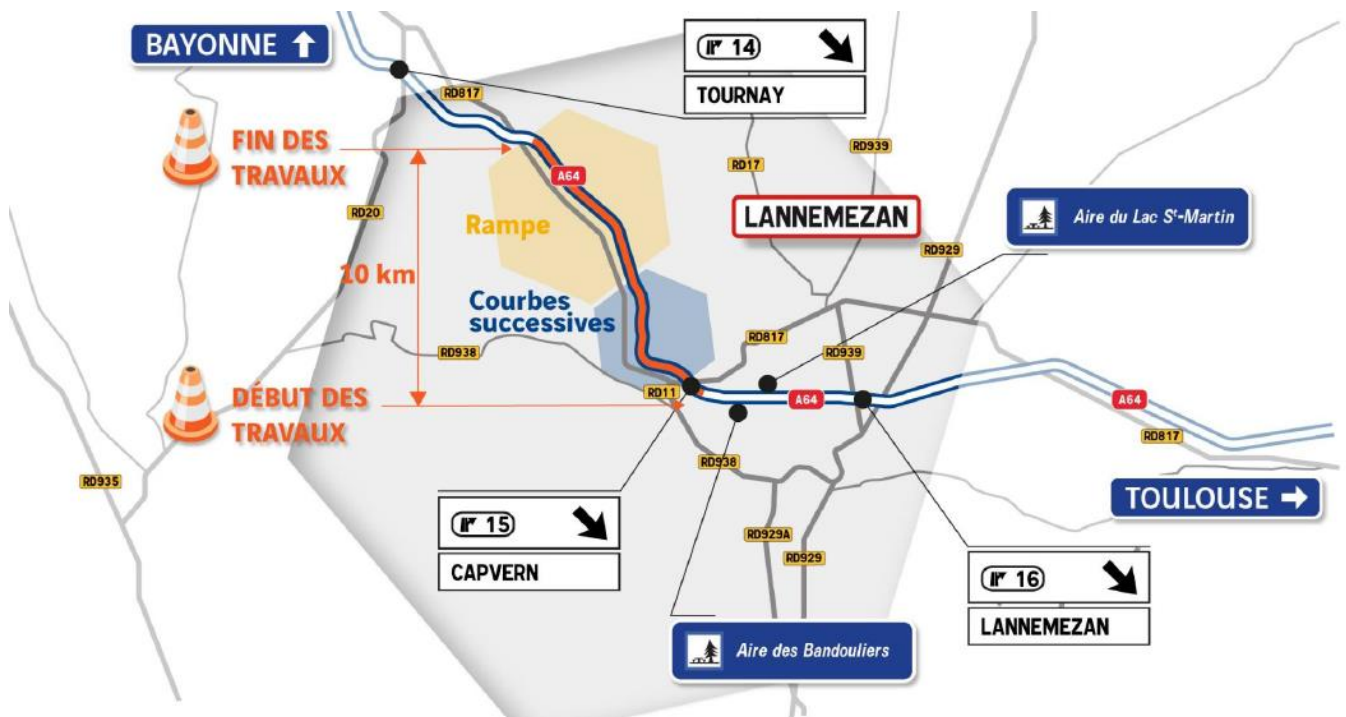 BAYONNE
14
TOURNAY
RD817
FIN DES
TRAVAUX
A64
RD17
RD939
RD20
LANNEMEZAN
Aire du Lac St-Martin
Rampe
RD929
10 km
Courbes
successives
RD817
RD938
RD939
DÉBUT DES
TRAVAUX
RD11
A64
A64
RD817
RD938
RD935
TOULOUSE
15
CAPVERN
RD929A
RD929
16
LANNEMEZAN
Aire des Bandouliers